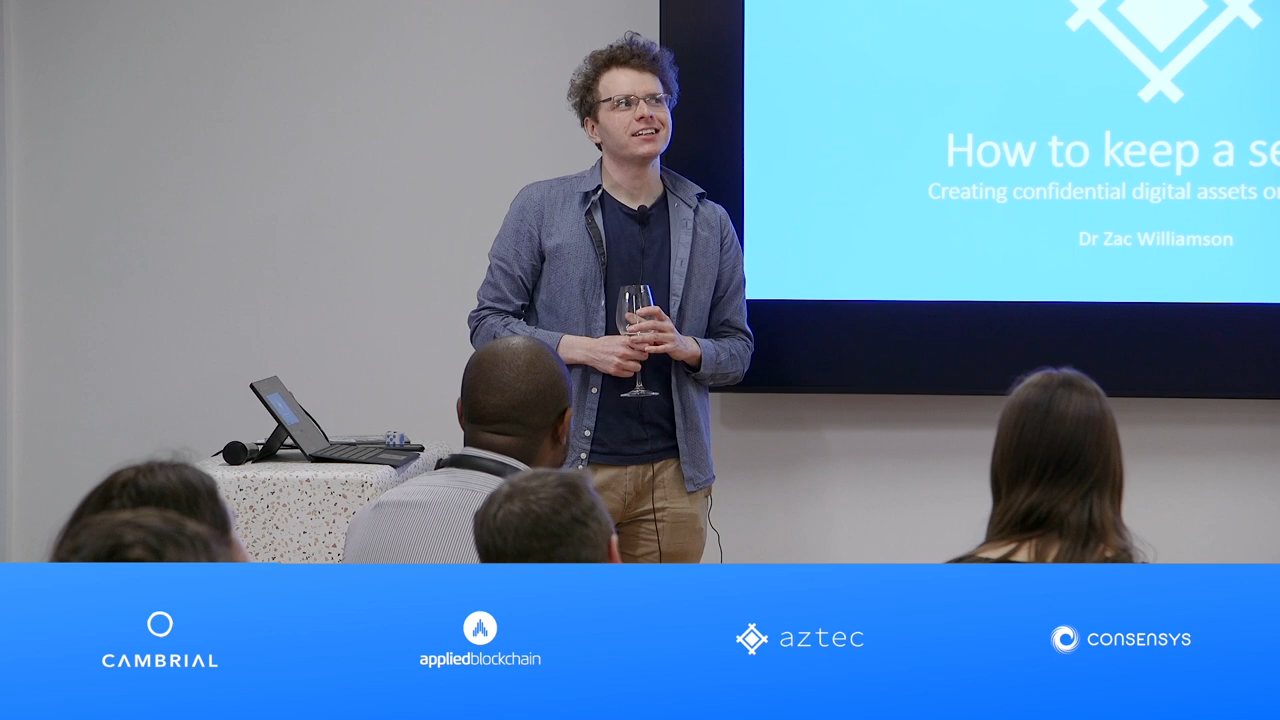 How to keep a se
Creating confidential digital assets o
Dr Zac Williamson
CAMBRIAL
appliedblockchain
aztec
CONSENSYS